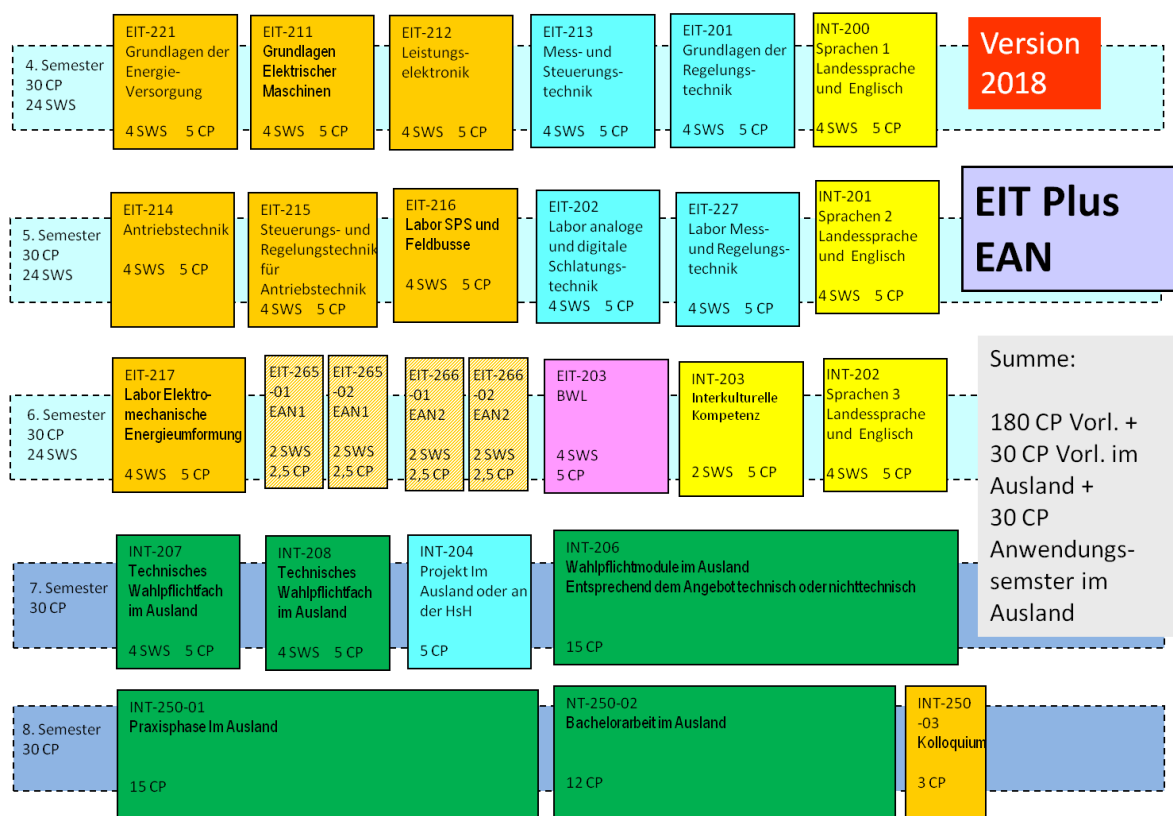 4. Semester
30 CP
24 SWS
EIT-221
Grundlagen der
Energie-
Versorgung
4 SWS 5 CP
EIT-211
Grundlagen
Elektrischer
Maschinen
4 SWS 5 CP
EIT-212
Leistungs-
elektronik
4 SWS 5 CP
EIT-213
Mess- und
Steuerungs-
technik
4 SWS 5 CP
EIT-201
Grundlagen der
Regelungs-
technik
4 SWS 5 CP
INT-200
Sprachen 1
Landessprache
und Englisch
4 SWS 5 CP
Version
2018
5. Semester
30 CP
24 SWS
EIT-214
Antriebstechnik
4 SWS 5 CP
EIT-215
Steuerungs- und
Regelungstechnik
für
Antriebstechnik
4 SWS 5 CP
EIT-216
Labor SPS und
Feldbusse
4 SWS 5 CP
EIT-202
Labor analoge
und digitale
Schlatungs-
technik
4 SWS 5 CP
EIT-227
Labor Mess-
und Regelungs-
technik
4 SWS 5 CP
INT-201
Sprachen 2
Landessprache
und Englisch
4 SWS 5 CP
EIT Plus
EAN
6. Semester
30 CP
24 SWS
EIT-217
Labor Elektro-
mechanische
Energieumformung
4 SWS 5 CP
EIT-265
-01
EAN1
2 SWS
2,5 CP
EIT-265
-02
EAN1
2 SWS
2,5 CP
EIT-266
-01
EAN2
2 SWS
2,5 CP
EIT-266
-02
EAN2
2 SWS
2,5 CP
EIT-203
BWL
4 SWS
5 CP
INT-203
Interkulturelle
Kompetenz
2 SWS 5 CP
INT-202
Sprachen 3
Landessprache
und Englisch
4 SWS 5 CP
Summe:
180 CP Vorl. +
30 CP Vorl. im
Ausland +
30 CP
Anwendungs-
semster im
Ausland
7. Semester
30 CP
INT-207
Technisches
Wahlpflichtfach
im Ausland
4 SWS 5 CP
INT-208
Technisches
Wahlpflichtfach
im Ausland
4 SWS 5 CP
INT-204
Projekt Im
Ausland oder an
der HsH
5 CP
INT-206
Wahlpflichtmodule im Ausland
Entsprechend dem Angebot technisch oder nichttechnisch
15 CP
8. Semester
30 CP
INT-250-01
Praxisphase Im Ausland
15 CP
NT-250-02
Bachelorarbeit im Ausland
12 CP
INT-250
-03
Kolloquium
3 CP